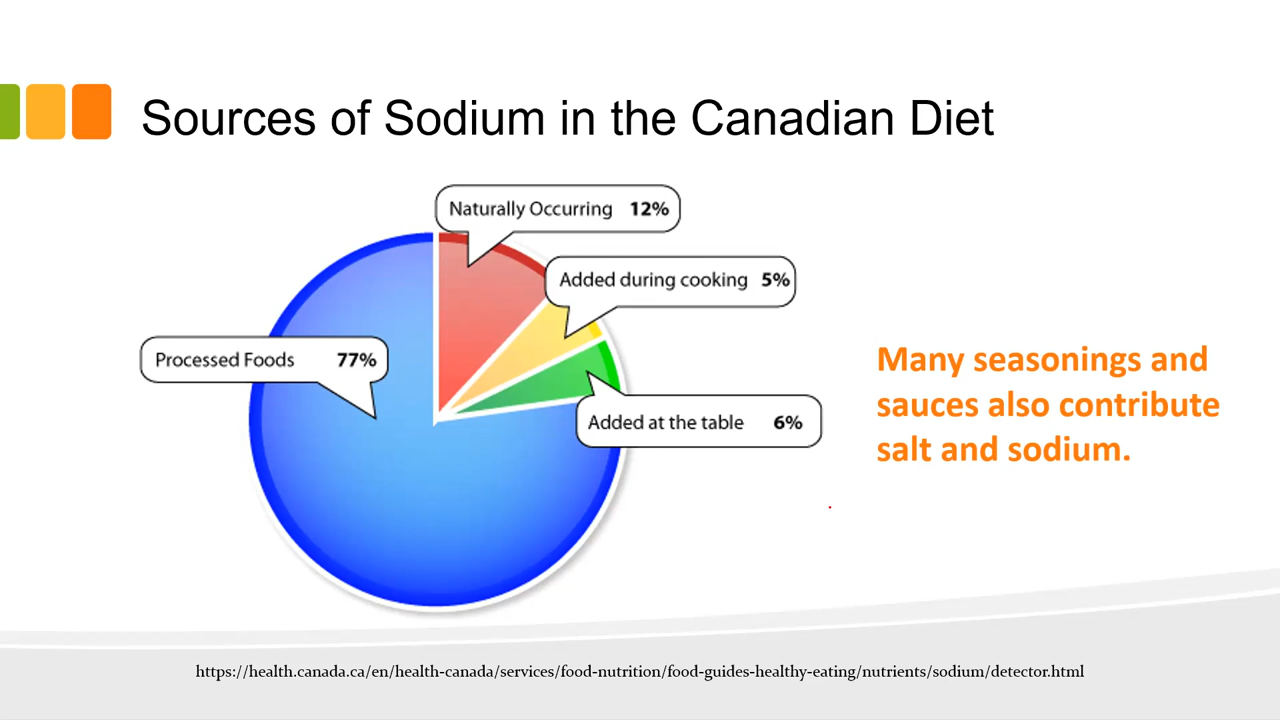 Sources of Sodium in the Canadian Diet
Naturally Occurring 12%
Added during cooking 5%
Processed Foods 77%
Added at the table 6%
Many seasonings and
sauces also contribute
salt and sodium.
https://health.canada.ca/en/health-canada/services/food-nutrition/food-guides-healthy-eating/nutrients/sodium/detector.html